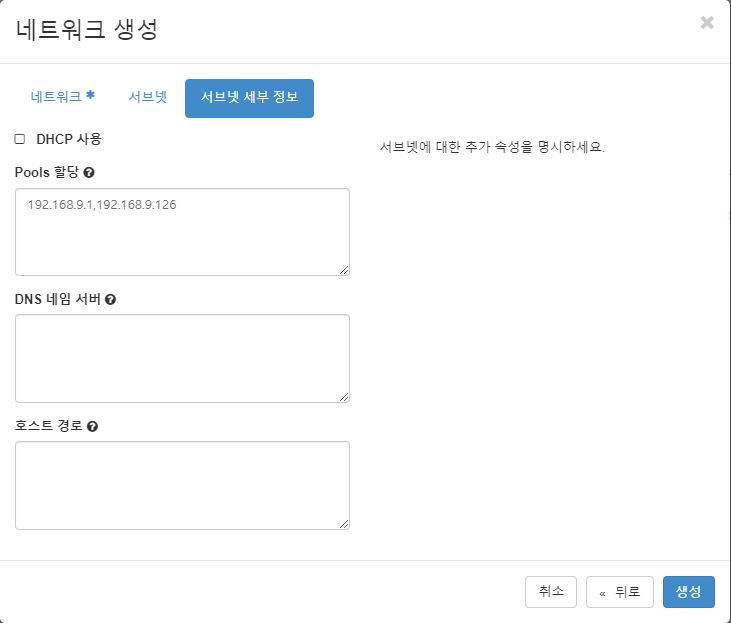 네트워크 생성
×
네트워크 * 서브넷 서브넷 세부 정보
DHCP 사용
서브넷에 대한 추가 속성을 명시하세요.
Pools 할당 ?
192.168.9.1,192.168.9.126
DNS 네임 서버 ?
호스트 경로 ?
취소 « 뒤로 생성